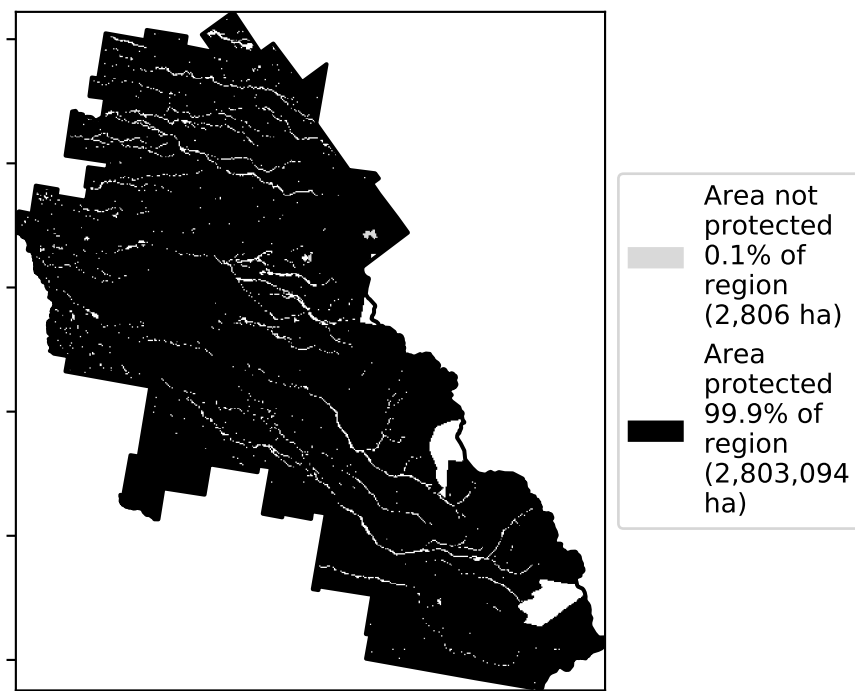 Area not
protected
0.1% of
region
(2,806 ha)
Area
protected
99.9% of
region
(2,803,094
ha)